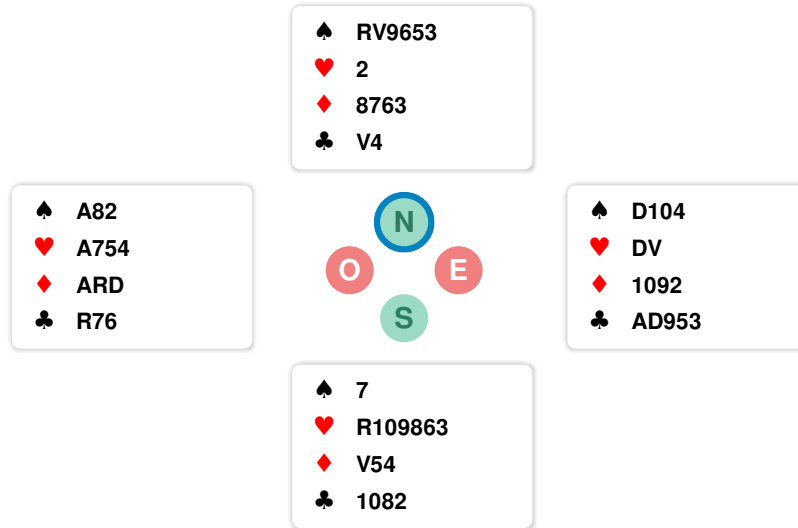 ♠ RV9653
♥ 2
♦ 8763
♣ V4
♠ A82
♥ A754
♦ ARD
♣ R76
N
O E
S
♠ D104
♥ DV
♦ 1092
♣ AD953
♠ 7
♥ R109863
♦ V54
♣ 1082